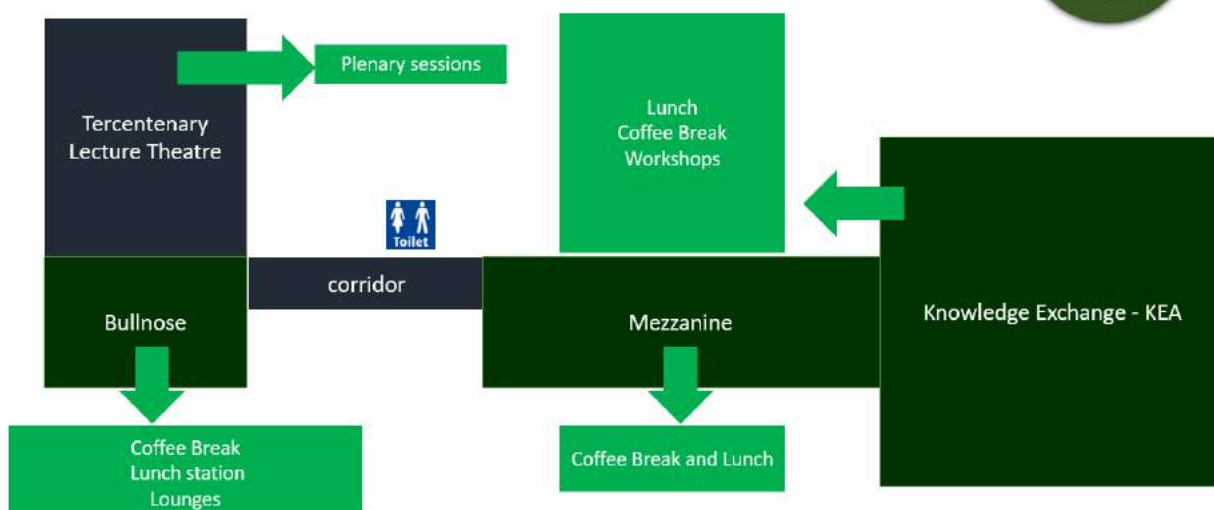 Plenary sessions
Tercentenary
Lecture Theatre
Lunch
Coffee Break
Workshops
Toilet
corridor
Bullnose
Mezzanine
Knowledge Exchange - KEA
Coffee Break
Lunch station
Lounges
Coffee Break and Lunch